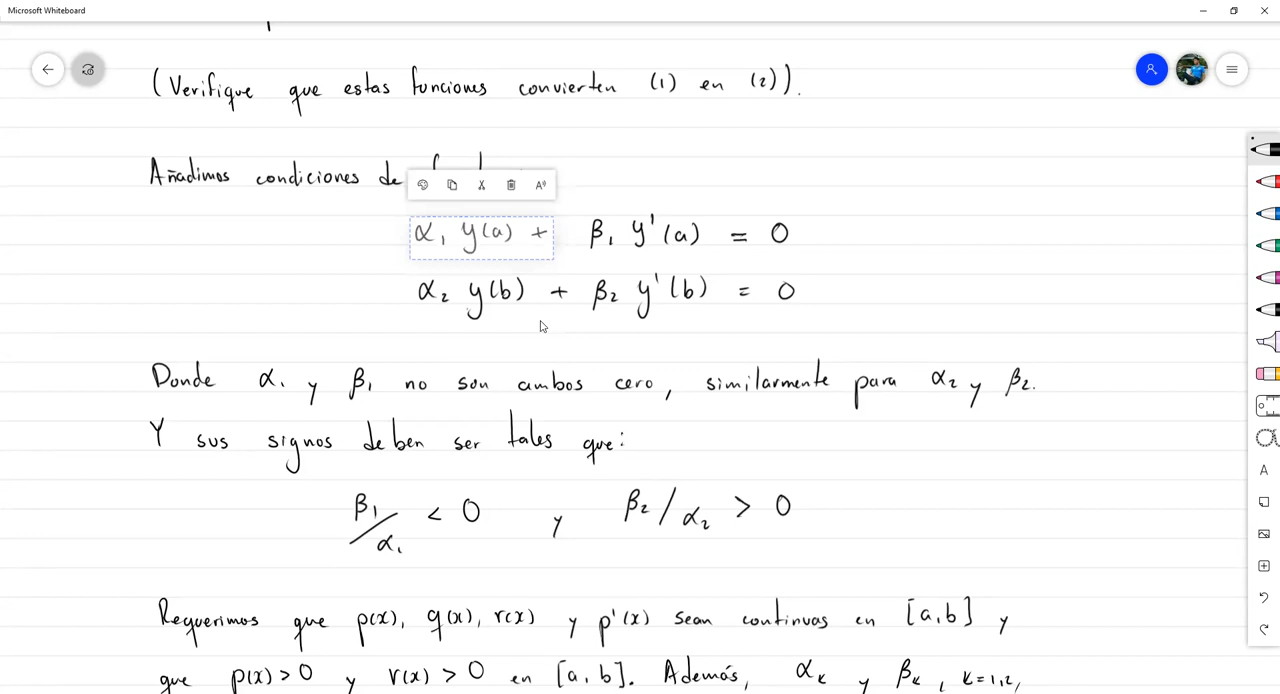 Microsoft Whiteboard
(Verifique que estas funciones convierten (1) en (2)).
Añadimos condiciones de
α₁ y(a) + β₁ y'(a) = 0
α₂ y(b) + β₂ y'(b) = 0
Donde α₁ y β₁ no son ambos cero, similarmente para α₂ y β₂.
Y sus signos deben ser tales que:
β₁/α₁ < 0 y β₂/α₂ > 0
Requerimos que p(x), q(x), r(x) y p'(x) sean continuas en [a,b] y
que p(x) > 0 y r(x) > 0 en [a,b]. Además, αₖ y βₖ, k=1,2,